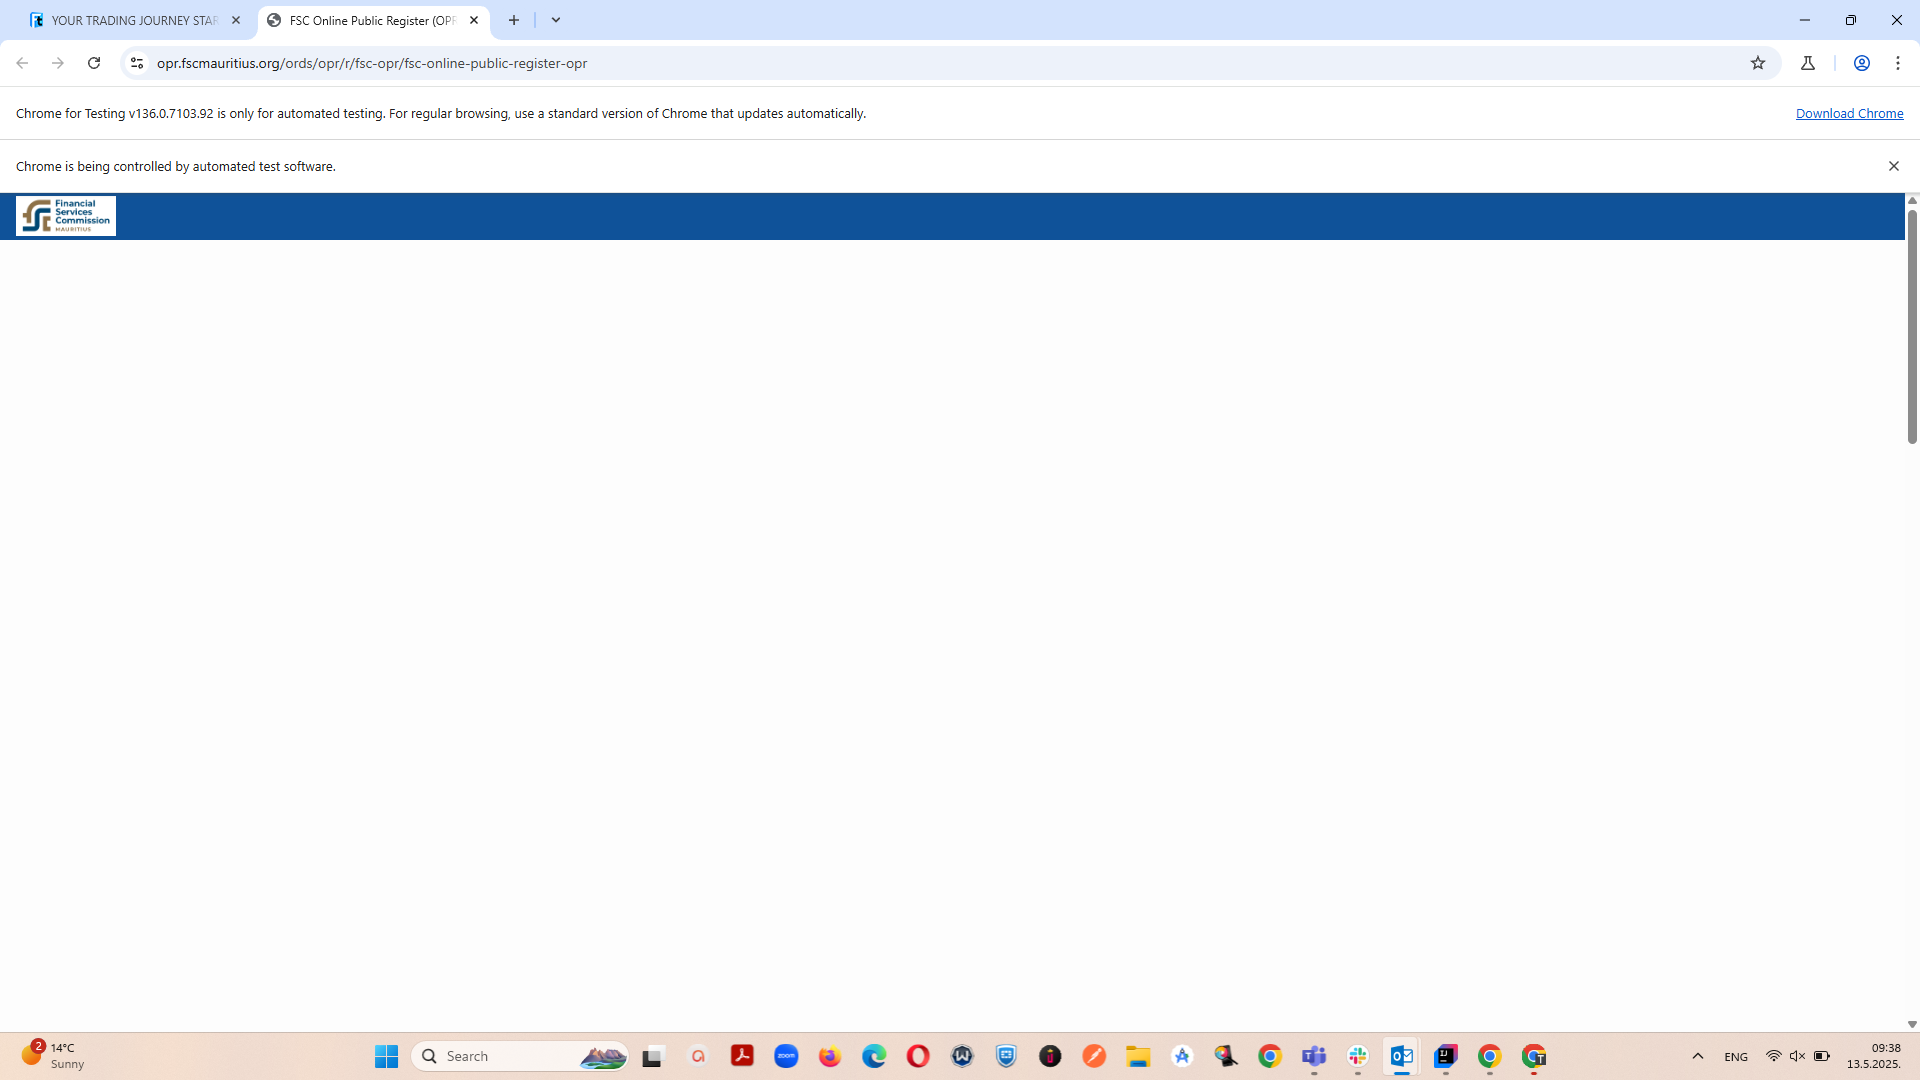 YOUR TRADING JOURNEY STAR
FSC Online Public Register (OPR
opr.fscmauritius.org/ords/opr/r/fsc-opr/fsc-online-public-register-opr
Chrome for Testing v136.0.7103.92 is only for automated testing. For regular browsing, use a standard version of Chrome that updates automatically.
Download Chrome
Chrome is being controlled by automated test software.
Financial
Services
Commission
MAURITIUS
2
14°C
Sunny
Search
zoom
ENG
09:38
13.5.2025.